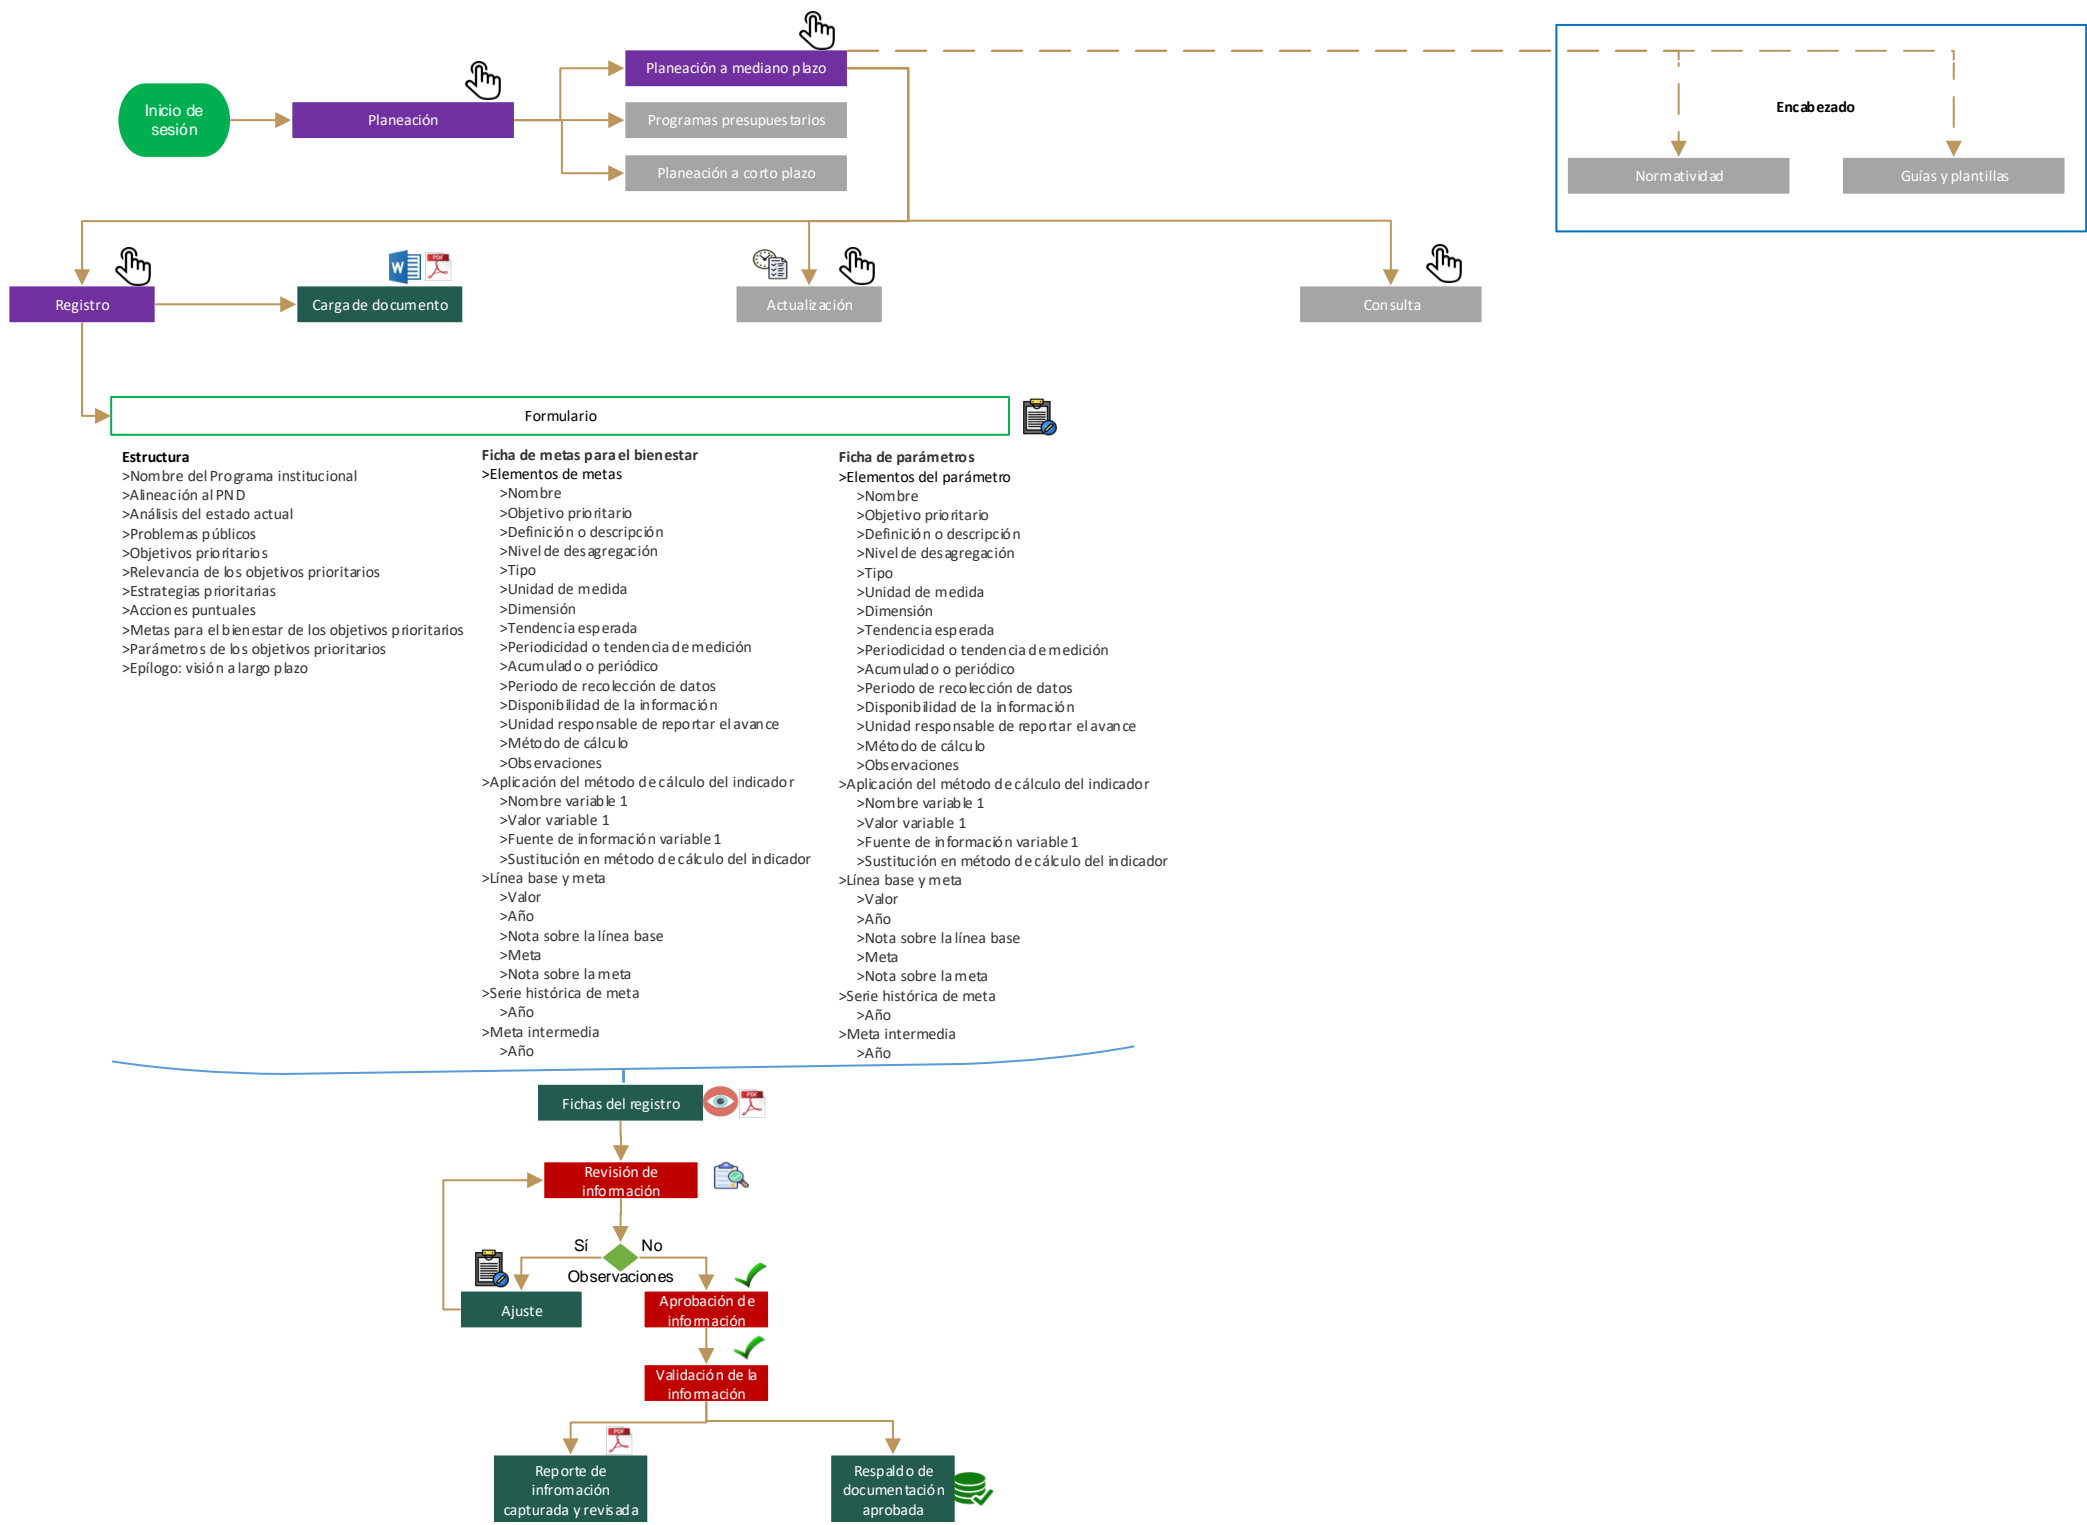 Inicio de
sesión
Planeación
Planeación a mediano plazo
Programas presupuestarios
Planeación a corto plazo
Encabezado
Normatividad
Guías y plantillas
Registro
Carga de documento
Actualización
Consulta
Formulario
Estructura
>Nombre del Programa institucional
>Alineación al PND
>Análisis del estado actual
>Problemas públicos
>Objetivos prioritarios
>Relevancia de los objetivos prioritarios
>Estrategias prioritarias
>Acciones puntuales
>Metas para el bienestar de los objetivos prioritarios
>Parámetros de los objetivos prioritarios
>Epílogo: visión a largo plazo
Ficha de metas para el bienestar
>Elementos de metas
>Nombre
>Objetivo prioritario
>Definición o descripción
>Nivel de desagregación
>Tipo
>Unidad de medida
>Dimensión
>Tendencia esperada
>Periodicidad o tendencia de medición
>Acumulado o periódico
>Periodo de recolección de datos
>Disponibilidad de la información
>Unidad responsable de reportar el avance
>Método de cálculo
>Observaciones
>Aplicación del método de cálculo del indicador
>Nombre variable 1
>Valor variable 1
>Fuente de información variable 1
>Sustitución en método de cálculo del indicador
>Línea base y meta
>Valor
>Año
>Nota sobre la línea base
>Meta
>Nota sobre la meta
>Serie histórica de meta
>Año
>Meta intermedia
>Año
Ficha de parámetros
>Elementos del parámetro
>Nombre
>Objetivo prioritario
>Definición o descripción
>Nivel de desagregación
>Tipo
>Unidad de medida
>Dimensión
>Tendencia esperada
>Periodicidad o tendencia de medición
>Acumulado o periódico
>Periodo de recolección de datos
>Disponibilidad de la información
>Unidad responsable de reportar el avance
>Método de cálculo
>Observaciones
>Aplicación del método de cálculo del indicador
>Nombre variable 1
>Valor variable 1
>Fuente de información variable 1
>Sustitución en método de cálculo del indicador
>Línea base y meta
>Valor
>Año
>Nota sobre la línea base
>Meta
>Nota sobre la meta
>Serie histórica de meta
>Año
>Meta intermedia
>Año
Fichas del registro
Revisión de
información
Sí
No
Observaciones
Ajuste
Aprobación de
información
Validación de la
información
Reporte de
infromación
capturada y revisada
Respaldo de
documentación
aprobada
W
PDF
PDF
PDF